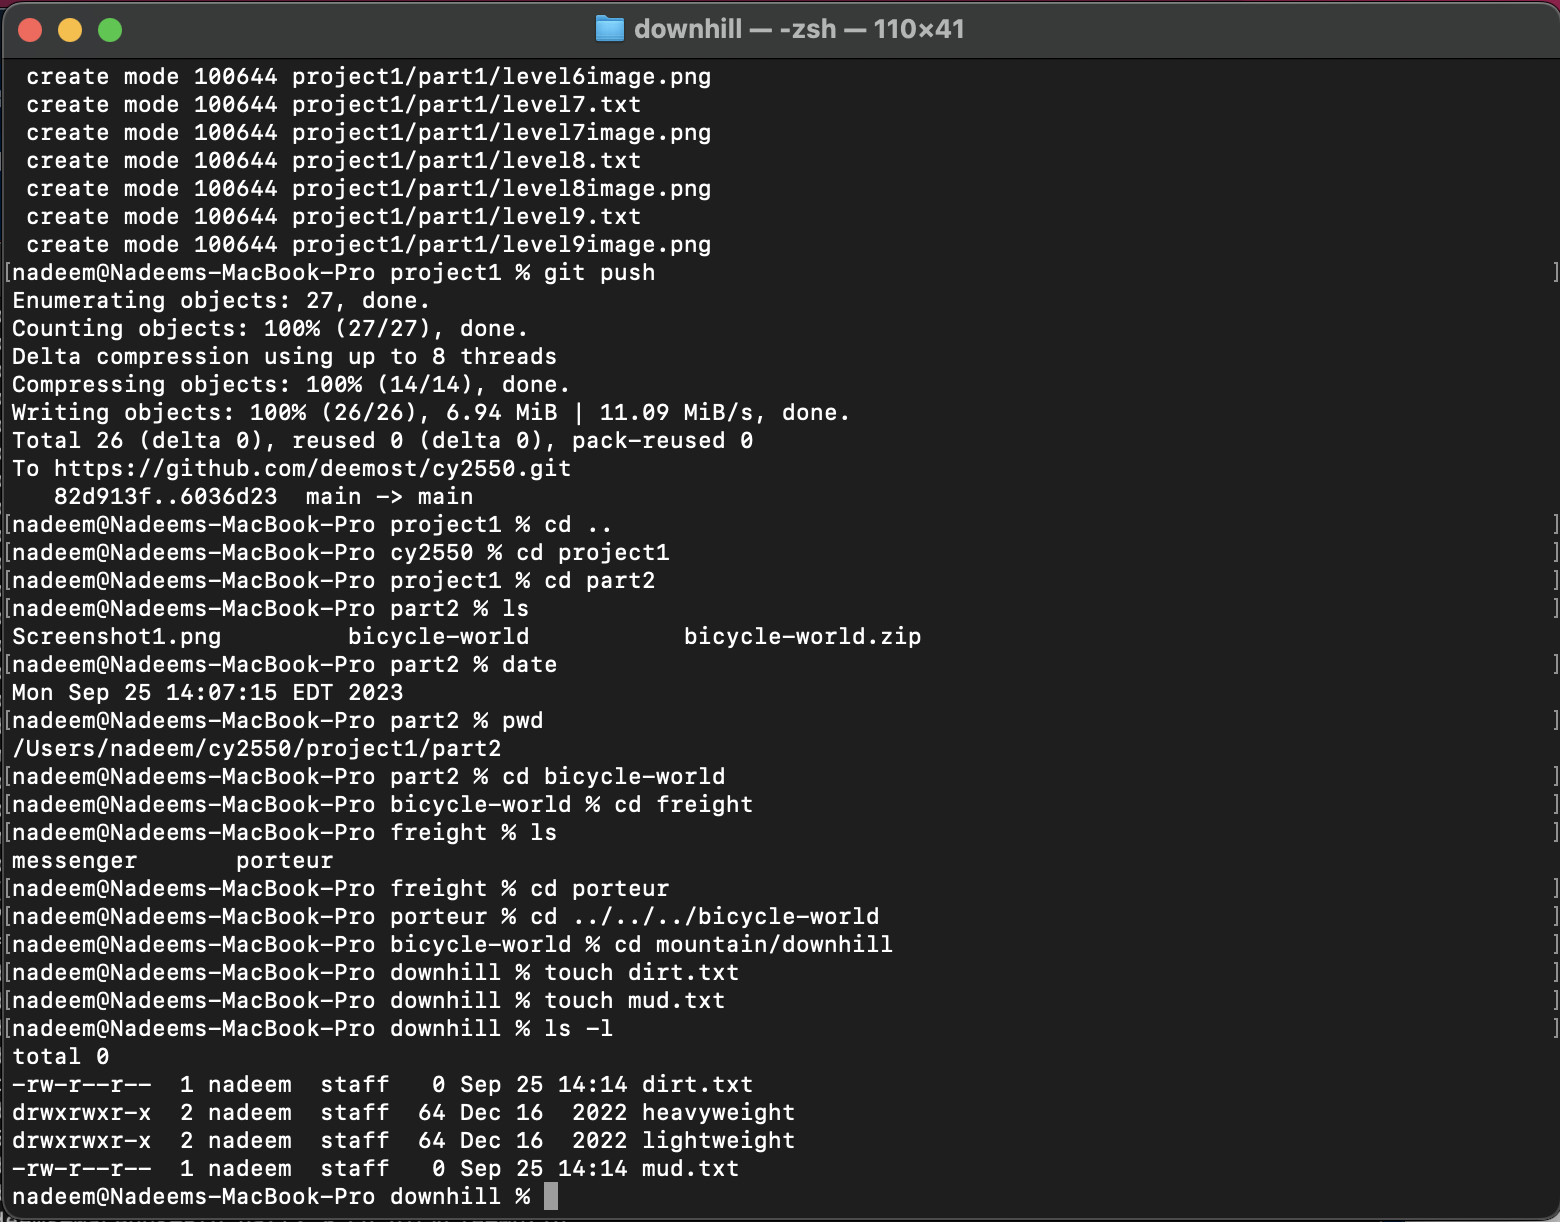 downhill — -zsh — 110×41
create mode 100644 project1/part1/level6image.png
create mode 100644 project1/part1/level7.txt
create mode 100644 project1/part1/level7image.png
create mode 100644 project1/part1/level8.txt
create mode 100644 project1/part1/level8image.png
create mode 100644 project1/part1/level9.txt
create mode 100644 project1/part1/level9image.png
[nadeem@Nadeems-MacBook-Pro project1 % git push ]
Enumerating objects: 27, done.
Counting objects: 100% (27/27), done.
Delta compression using up to 8 threads
Compressing objects: 100% (14/14), done.
Writing objects: 100% (26/26), 6.94 MiB | 11.09 MiB/s, done.
Total 26 (delta 0), reused 0 (delta 0), pack-reused 0
To https://github.com/deemost/cy2550.git
   82d913f..6036d23  main -> main
[nadeem@Nadeems-MacBook-Pro project1 % cd .. ]
[nadeem@Nadeems-MacBook-Pro cy2550 % cd project1 ]
[nadeem@Nadeems-MacBook-Pro project1 % cd part2 ]
[nadeem@Nadeems-MacBook-Pro part2 % ls ]
Screenshot1.png         bicycle-world           bicycle-world.zip
[nadeem@Nadeems-MacBook-Pro part2 % date ]
Mon Sep 25 14:07:15 EDT 2023
[nadeem@Nadeems-MacBook-Pro part2 % pwd ]
/Users/nadeem/cy2550/project1/part2
[nadeem@Nadeems-MacBook-Pro part2 % cd bicycle-world ]
[nadeem@Nadeems-MacBook-Pro bicycle-world % cd freight ]
[nadeem@Nadeems-MacBook-Pro freight % ls ]
messenger       porteur
[nadeem@Nadeems-MacBook-Pro freight % cd porteur ]
[nadeem@Nadeems-MacBook-Pro porteur % cd ../../../bicycle-world ]
[nadeem@Nadeems-MacBook-Pro bicycle-world % cd mountain/downhill ]
[nadeem@Nadeems-MacBook-Pro downhill % touch dirt.txt ]
[nadeem@Nadeems-MacBook-Pro downhill % touch mud.txt ]
[nadeem@Nadeems-MacBook-Pro downhill % ls -l ]
total 0
-rw-r--r--  1 nadeem  staff   0 Sep 25 14:14 dirt.txt
drwxrwxr-x  2 nadeem  staff  64 Dec 16  2022 heavyweight
drwxrwxr-x  2 nadeem  staff  64 Dec 16  2022 lightweight
-rw-r--r--  1 nadeem  staff   0 Sep 25 14:14 mud.txt
nadeem@Nadeems-MacBook-Pro downhill %